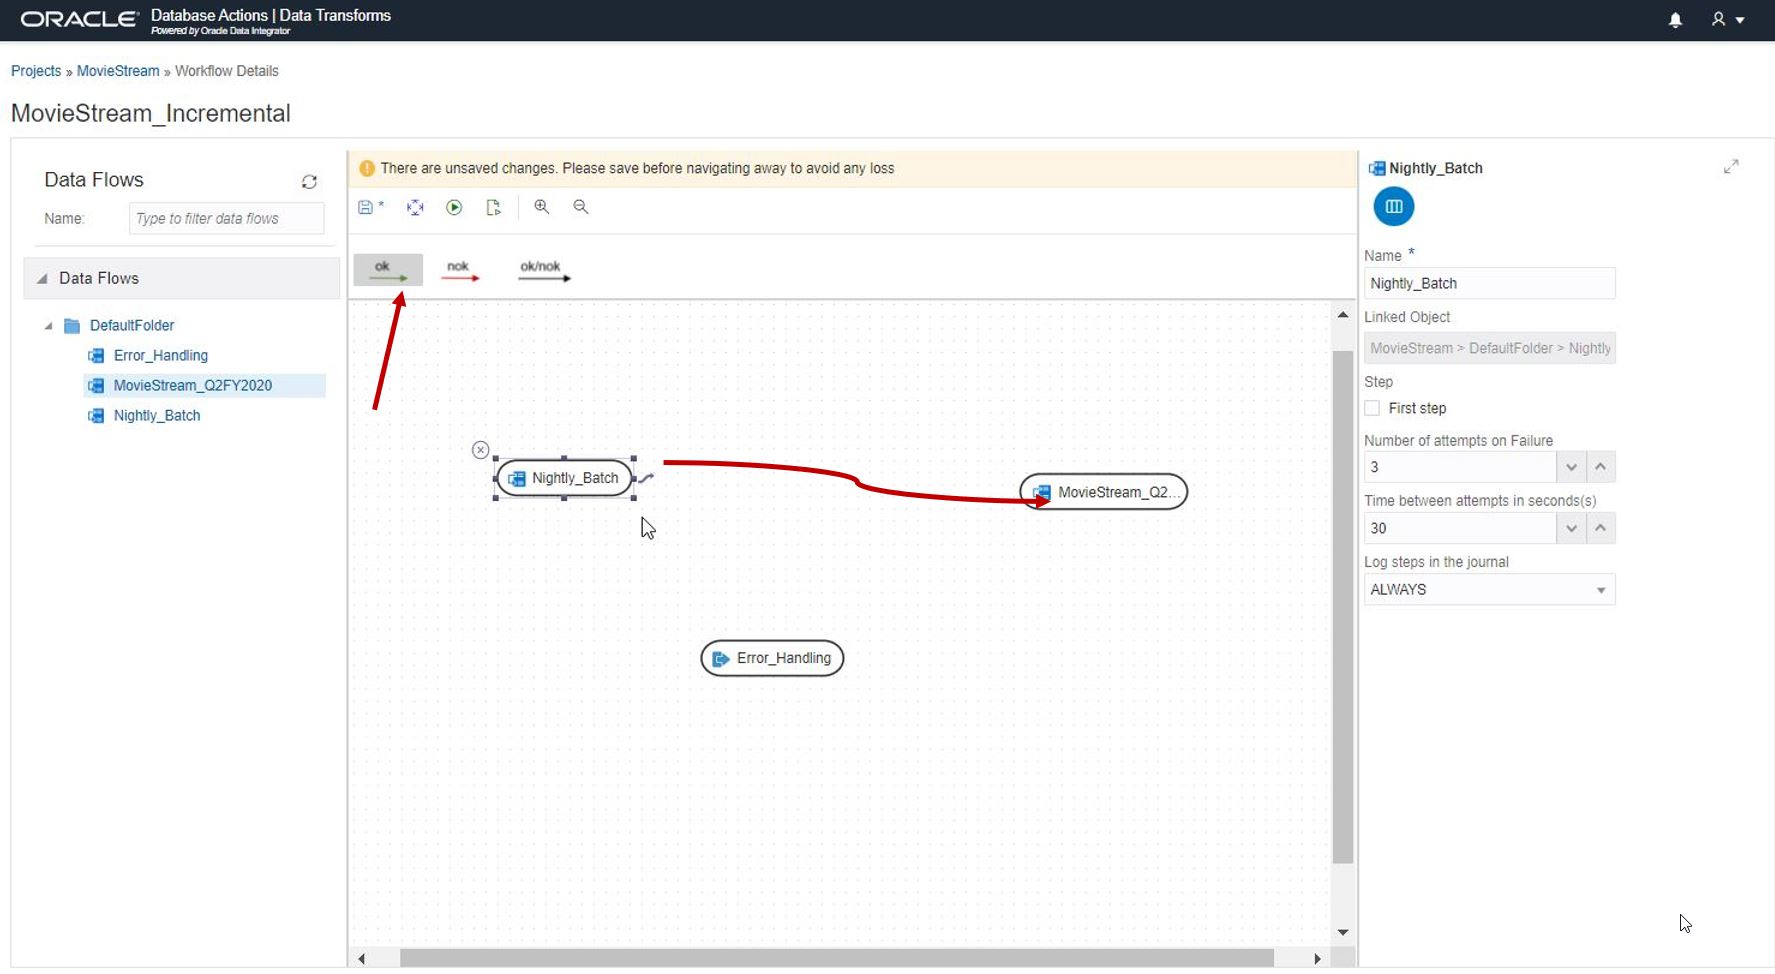 ORACLE Database Actions | Data Transforms
Powered by Oracle Data Integrator
Projects » MovieStream » Workflow Details
MovieStream_Incremental
Data Flows
Name: Type to filter data flows
Data Flows
DefaultFolder
Error_Handling
MovieStream_Q2FY2020
Nightly_Batch
There are unsaved changes. Please save before navigating away to avoid any loss
*
ok nok ok/nok
Nightly_Batch
MovieStream_Q2...
Error_Handling
Nightly_Batch
Name *
Nightly_Batch
Linked Object
MovieStream > DefaultFolder > Nightly
Step
First step
Number of attempts on Failure
3
Time between attempts in seconds(s)
30
Log steps in the journal
ALWAYS